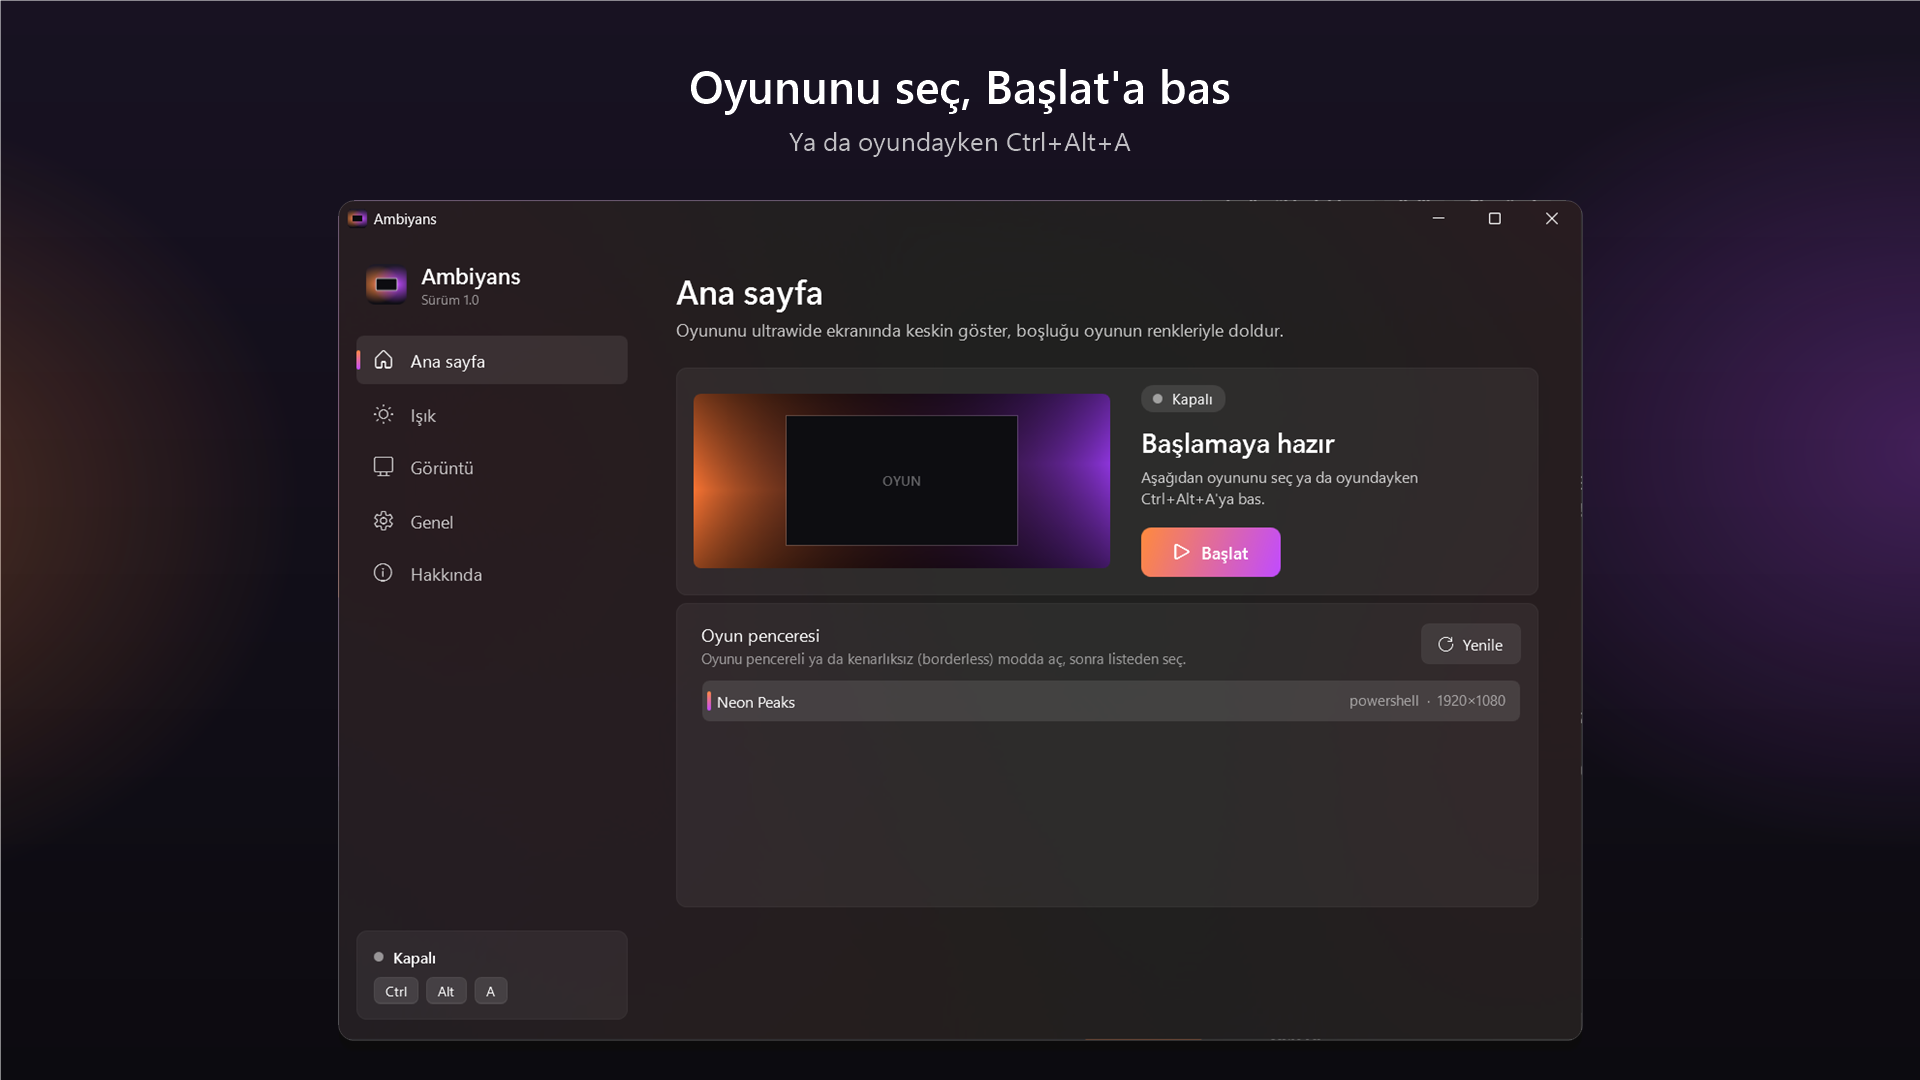 Oyununu seç, Başlat'a bas
Ya da oyundayken Ctrl+Alt+A
Ambiyans
Ambiyans
Sürüm 1.0
Ana sayfa
Işık
Görüntü
Genel
Hakkında
Kapalı
Ctrl Alt A
Ana sayfa
Oyununu ultrawide ekranında keskin göster, boşluğu oyunun renkleriyle doldur.
OYUN
Kapalı
Başlamaya hazır
Aşağıdan oyununu seç ya da oyundayken
Ctrl+Alt+A'ya bas.
Başlat
Oyun penceresi
Oyunu pencereli ya da kenarlıksız (borderless) modda aç, sonra listeden seç.
Yenile
Neon Peaks powershell · 1920×1080